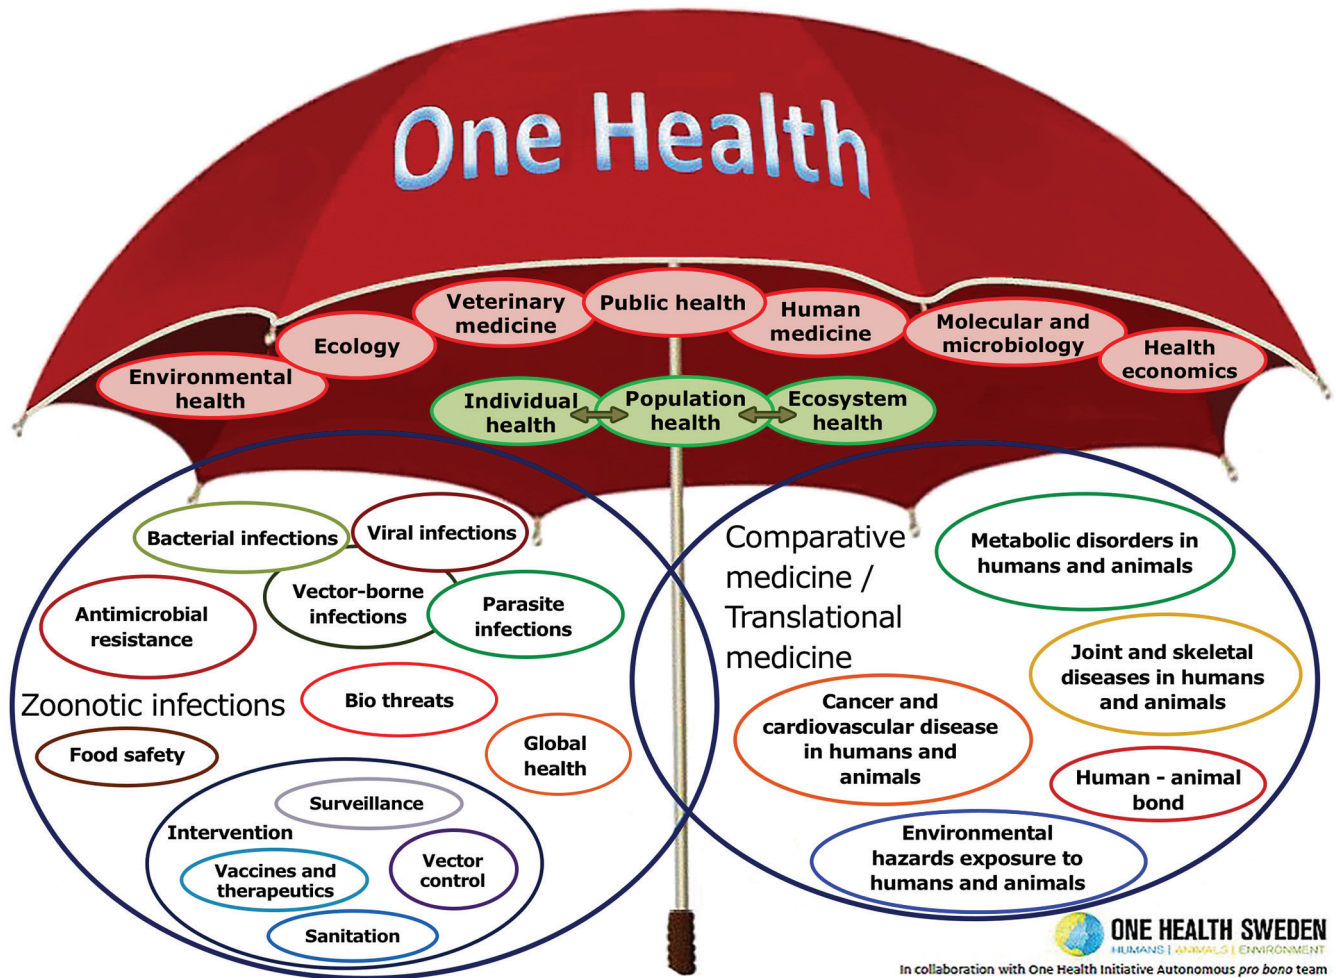 One Health
Environmental
health
Ecology
Veterinary
medicine
Public health
Human
medicine
Molecular and
microbiology
Health
economics
Individual
health
Population
health
Ecosystem
health
Bacterial infections
Viral infections
Vector-borne
infections
Parasite
infections
Antimicrobial
resistance
Zoonotic infections
Bio threats
Food safety
Global
health
Intervention
Surveillance
Vaccines and
therapeutics
Vector
control
Sanitation
Comparative
medicine /
Translational
medicine
Metabolic disorders in
humans and animals
Joint and skeletal
diseases in humans
and animals
Cancer and
cardiovascular disease
in humans and
animals
Human - animal
bond
Environmental
hazards exposure to
humans and animals
ONE HEALTH SWEDEN
HUMANS | ANIMALS | ENVIRONMENT
In collaboration with One Health Initiative Autonomous pro bono team